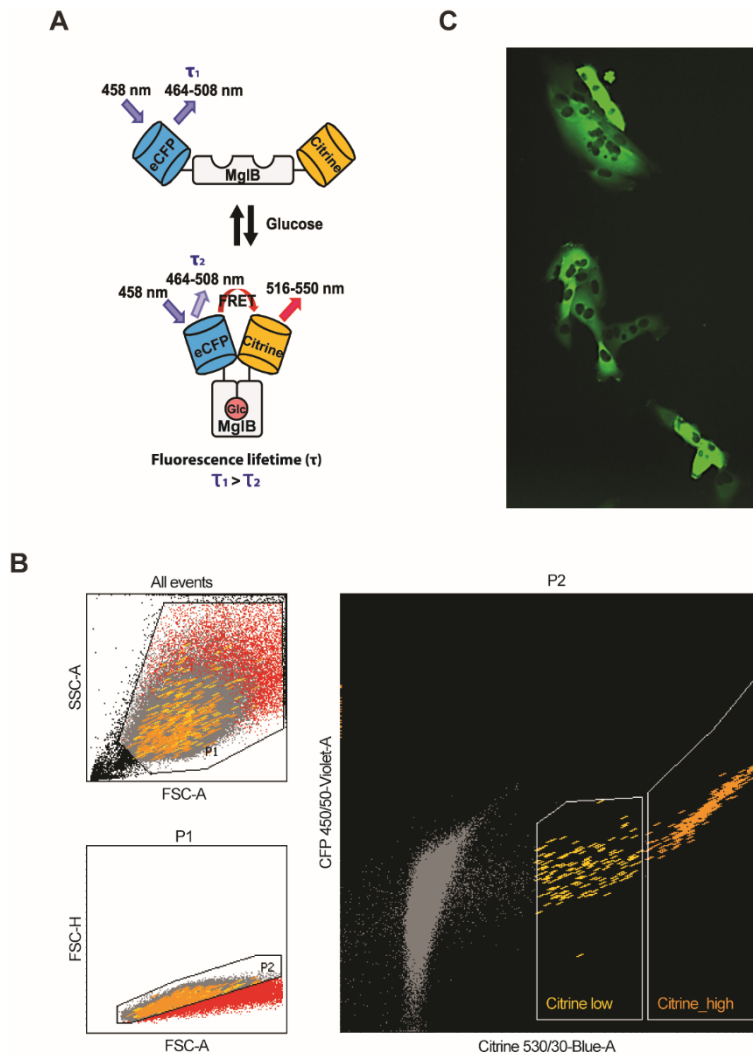 A
C
τ1
458 nm
464-508 nm
eCFP
Citrine
MglB
Glucose
τ2
464-508 nm
516-550 nm
458 nm
FRET
eCFP
Citrine
Glc
MglB
Fluorescence lifetime (τ)
τ1 > τ2
B
All events
SSC-A
P1
FSC-A
P1
FSC-H
P2
FSC-A
P2
CFP 450/50-Violet-A
Citrine low
Citrine_high
Citrine 530/30-Blue-A